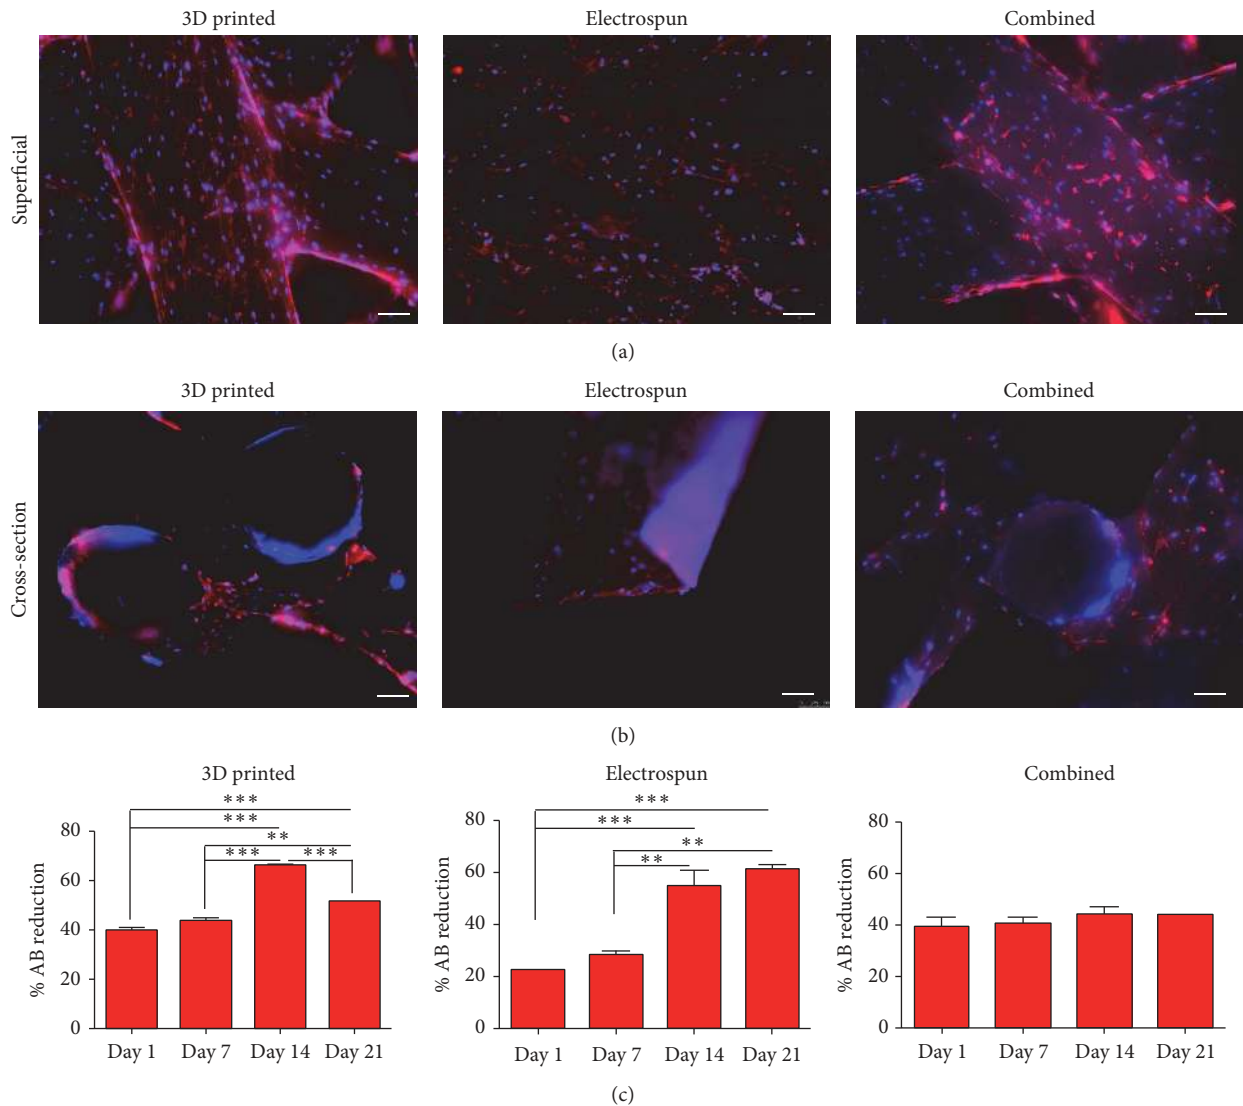 3D printed Electrospun Combined
Superficial
(a)
3D printed Electrospun Combined
Cross-section
(b)
3D printed Electrospun Combined
% AB reduction
80
60
40
20
0
***
***
**
*** ***
Day 1 Day 7 Day 14 Day 21
% AB reduction
80
60
40
20
0
***
***
**
**
Day 1 Day 7 Day 14 Day 21
% AB reduction
80
60
40
20
0
Day 1 Day 7 Day 14 Day 21
(c)